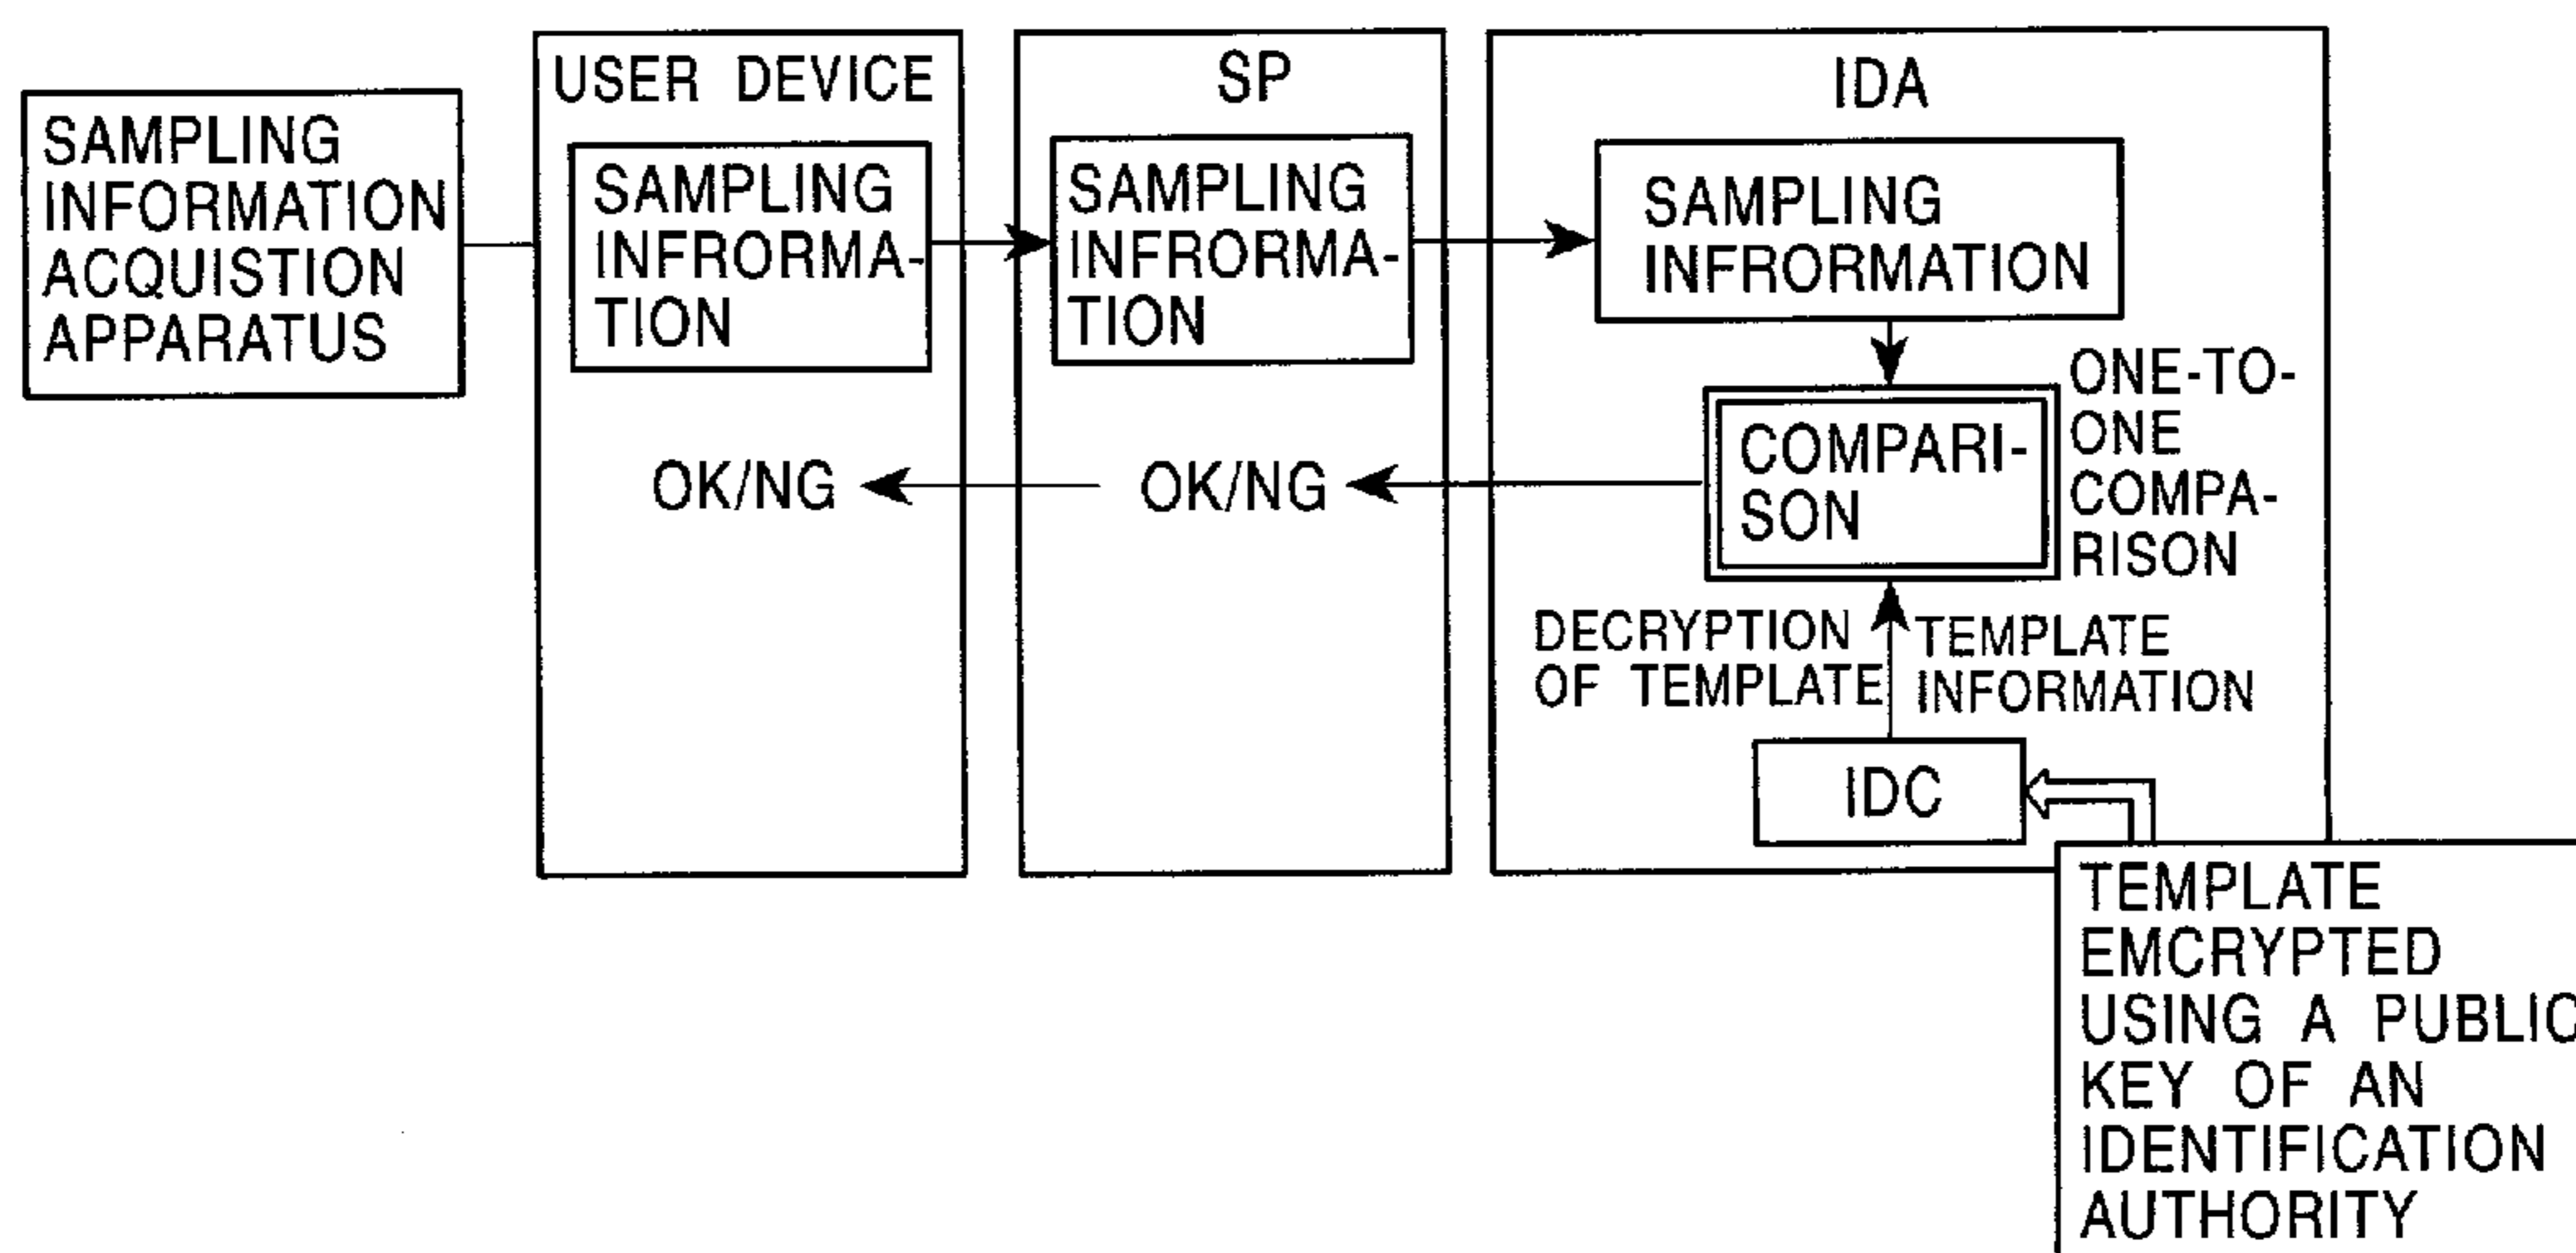 SAMPLING
INFORMATION
ACQUISTION
APPARATUS
USER DEVICE
SAMPLING
INFRORMA-
TION
OK/NG
SP
SAMPLING
INFRORMA-
TION
OK/NG
IDA
SAMPLING
INFRORMATION
COMPARI-
SON
ONE-TO-
ONE
COMPA-
RISON
DECRYPTION
OF TEMPLATE
TEMPLATE
INFORMATION
IDC
TEMPLATE
EMCRYPTED
USING A PUBLIC
KEY OF AN
IDENTIFICATION
AUTHORITY